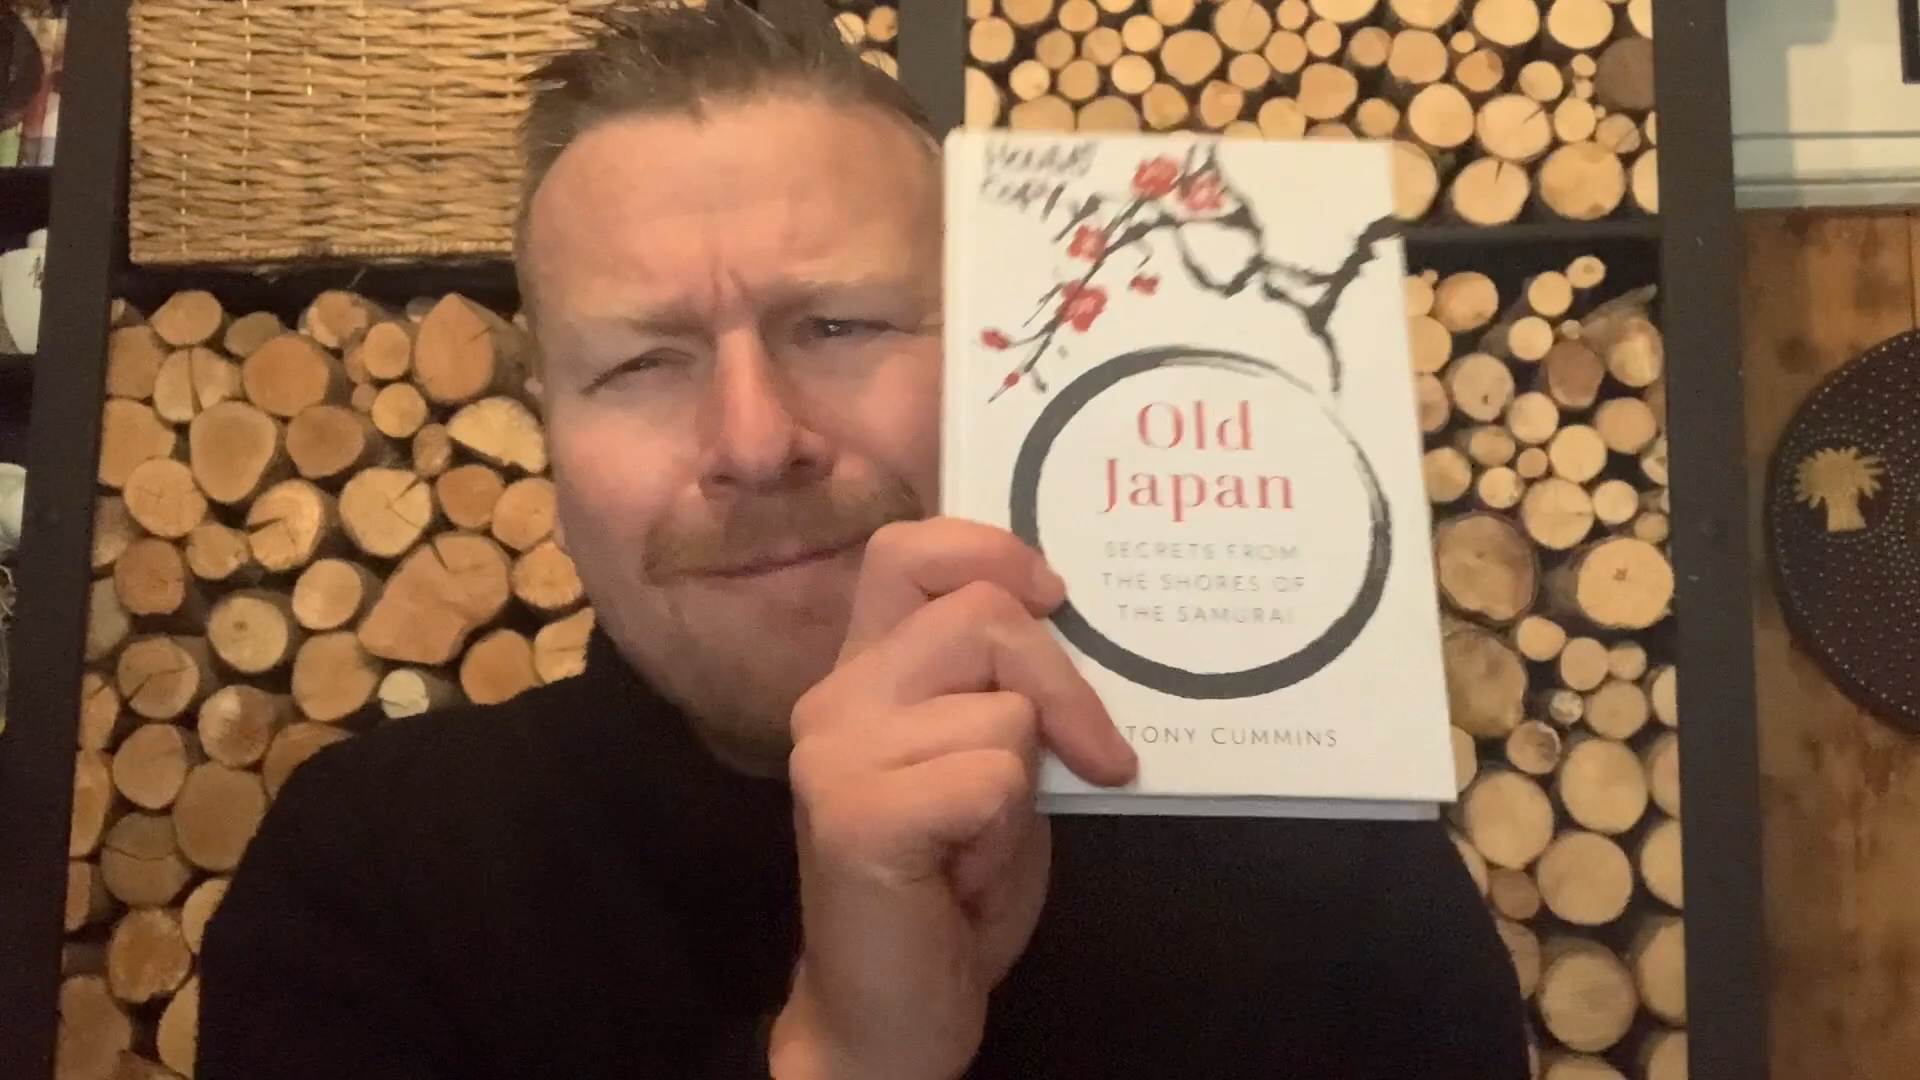 Old
Japan
SECRETS FROM
THE SHORES OF
THE SAMURAI
TONY CUMMINS